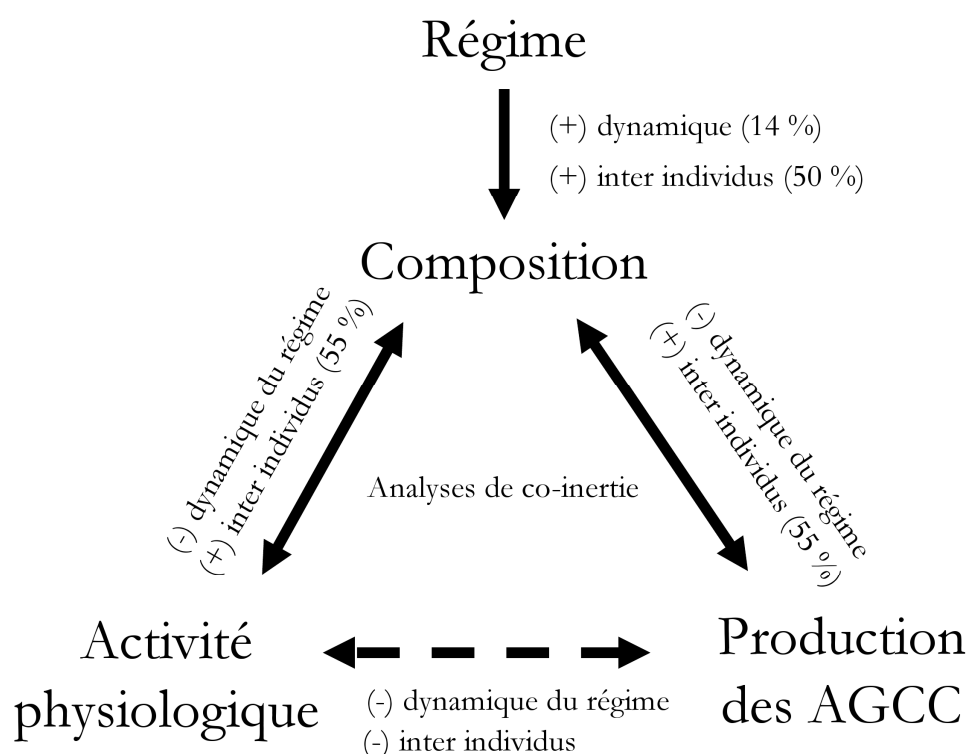 Régime
(+) dynamique (14 %)
(+) inter individus (50 %)
Composition
(-) dynamique du régime
(+) inter individus (55 %)
(-) dynamique du régime
(+) inter individus (55 %)
Analyses de co-inertie
Activité
physiologique
Production
des AGCC
(-) dynamique du régime
(-) inter individus